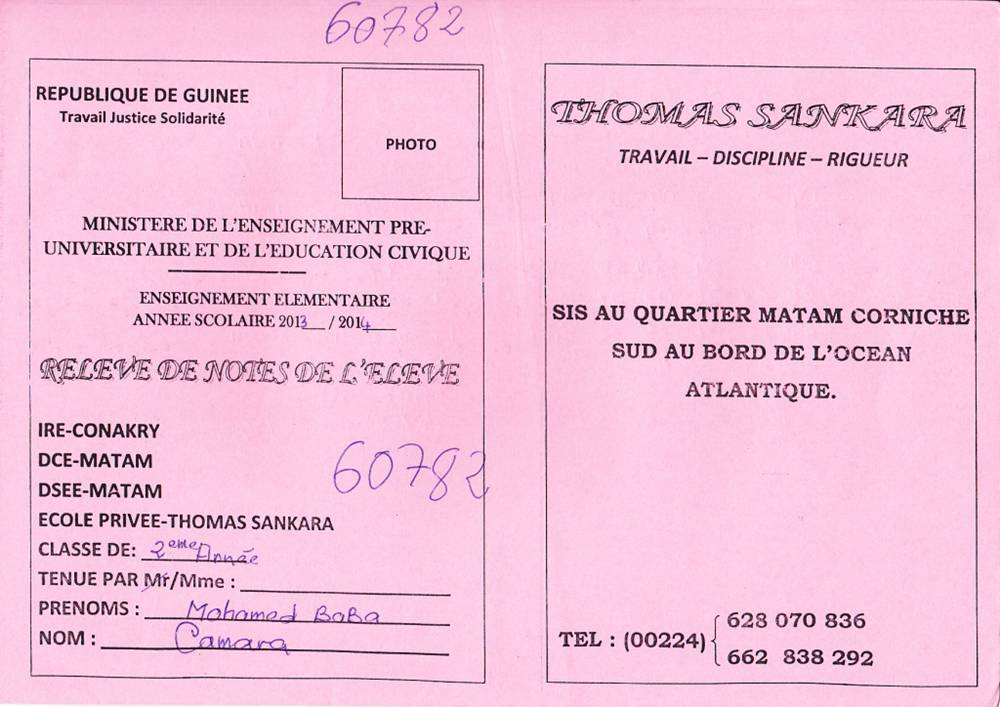 60782
REPUBLIQUE DE GUINEE
Travail Justice Solidarité
PHOTO
MINISTERE DE L'ENSEIGNEMENT PRE-
UNIVERSITAIRE ET DE L'EDUCATION CIVIQUE
ENSEIGNEMENT ELEMENTAIRE
ANNEE SCOLAIRE 2013 / 2014
RELEVE DE NOTES DE L'ELEVE
IRE-CONAKRY
DCE-MATAM
60782
DSEE-MATAM
ECOLE PRIVEE-THOMAS SANKARA
CLASSE DE: 2eme Année
TENUE PAR Mr/Mme :
PRENOMS : Mohamed BaBa
NOM : Camara
THOMAS SANKARA
TRAVAIL – DISCIPLINE – RIGUEUR
SIS AU QUARTIER MATAM CORNICHE
SUD AU BORD DE L'OCEAN
ATLANTIQUE.
TEL : (00224)
628 070 836
662 838 292